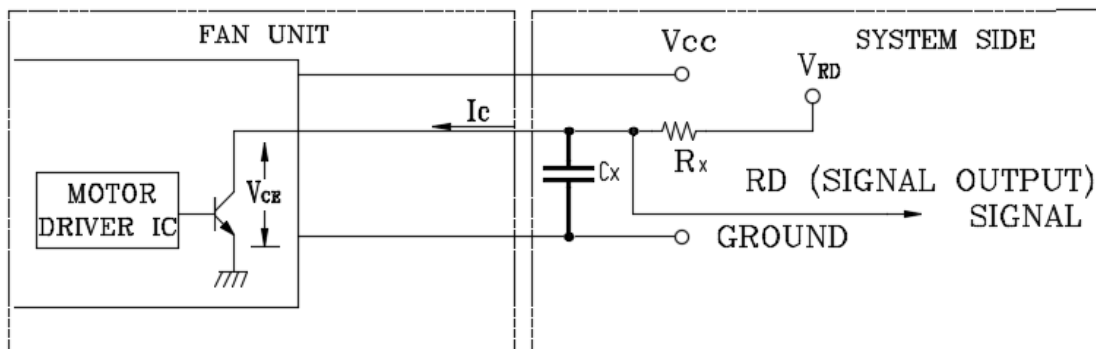 FAN UNIT
SYSTEM SIDE
Vcc
VRD
Ic
Cx
Rx
VCE
MOTOR
DRIVER IC
RD (SIGNAL OUTPUT)
SIGNAL
GROUND